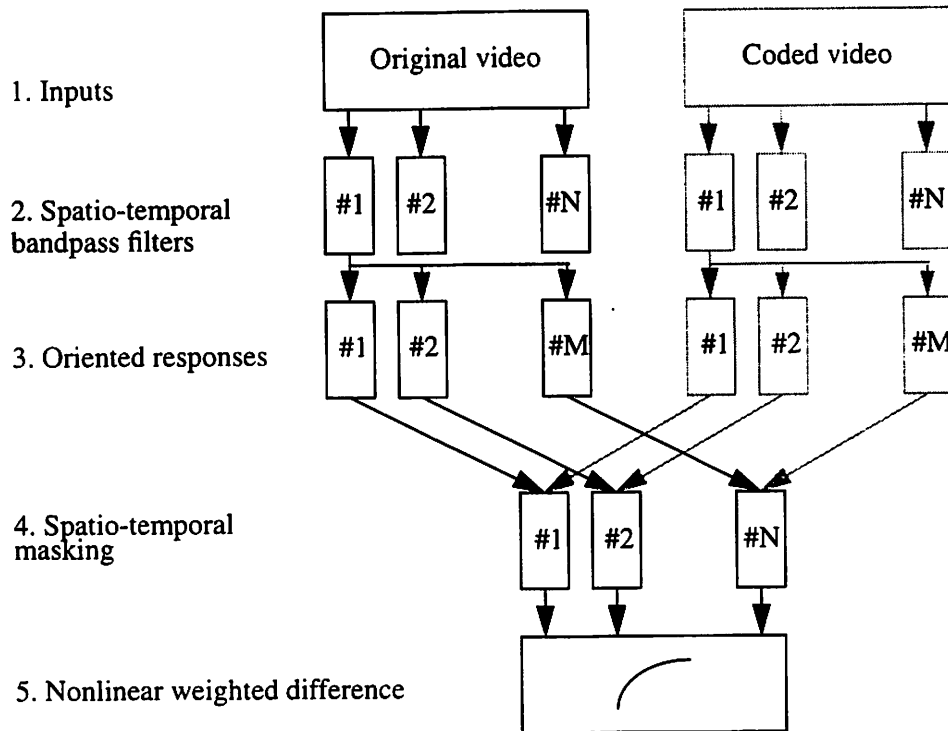 Original video
Coded video
1. Inputs
#1 #2 #N
#1 #2 #N
2. Spatio-temporal
bandpass filters
#1 #2 #M
#1 #2 #M
3. Oriented responses
4. Spatio-temporal
masking
#1 #2 #N
5. Nonlinear weighted difference